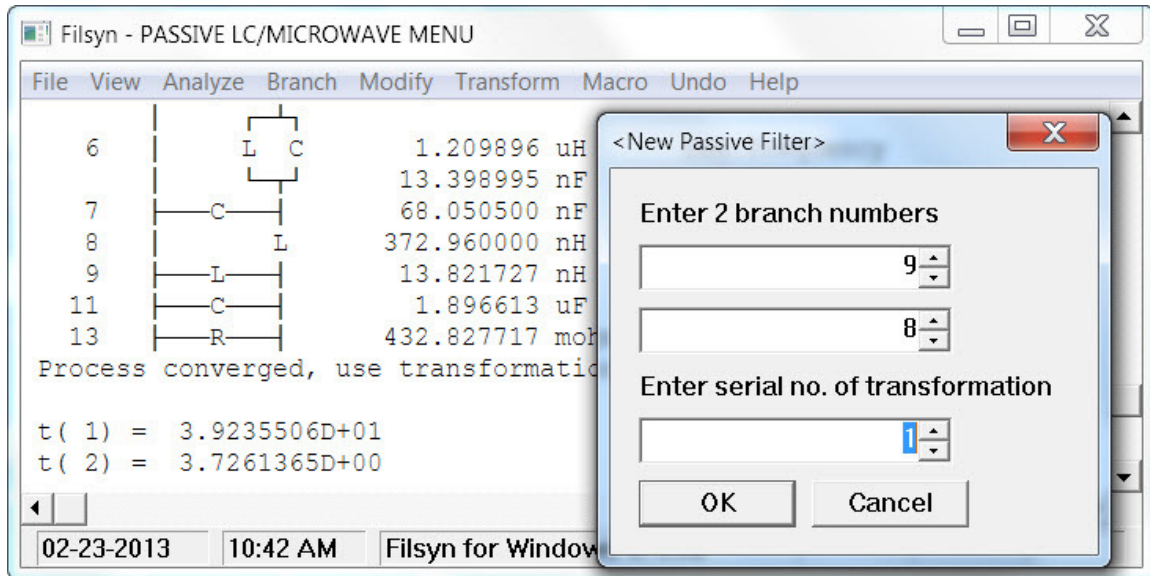 Filsyn - PASSIVE LC/MICROWAVE MENU
File View Analyze Branch Modify Transform Macro Undo Help
6 L C 1.209896 uH
13.398995 nF
7 C 68.050500 nF
8 L 372.960000 nH
9 L 13.821727 nH
11 C 1.896613 uF
13 R 432.827717 moh
Process converged, use transformatio
t( 1) = 3.9235506D+01
t( 2) = 3.7261365D+00
02-23-2013 10:42 AM Filsyn for Window
<New Passive Filter>
Enter 2 branch numbers
9
8
Enter serial no. of transformation
1
OK Cancel